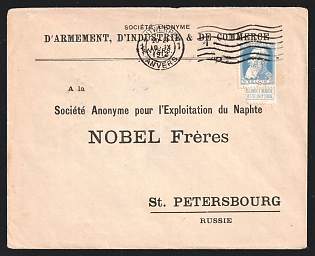 SOCIÉTÉ ANONYME
D'ARMEMENT, D'INDUSTRIE & DE COMMERCE
1912
ANVERS
A la
Société Anonyme pour l'Exploitation du Naphte
NOBEL Frères
St. PETERSBOURG
RUSSIE